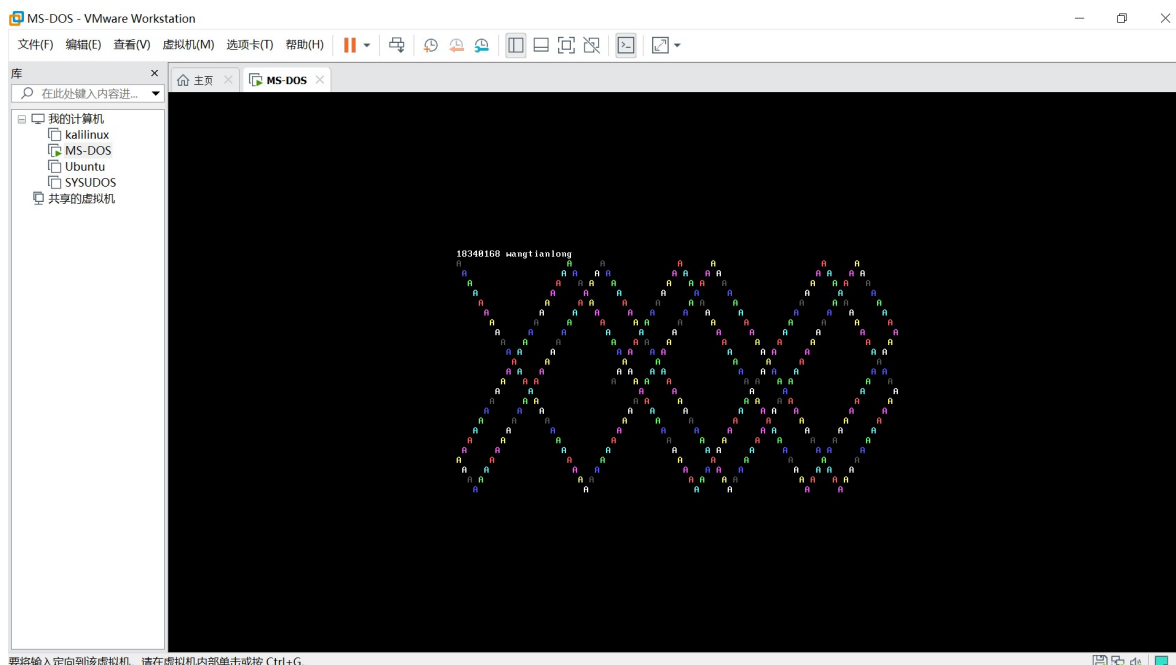 MS-DOS - VMware Workstation
文件(F) 编辑(E) 查看(V) 虚拟机(M) 选项卡(T) 帮助(H)
库
主页
MS-DOS
在此处键入内容进...
我的计算机
kalilinux
MS-DOS
Ubuntu
SYSUDOS
共享的虚拟机
18340168 wangtianlong
要将输入定向到该虚拟机，请在虚拟机内部单击或按 Ctrl+G。